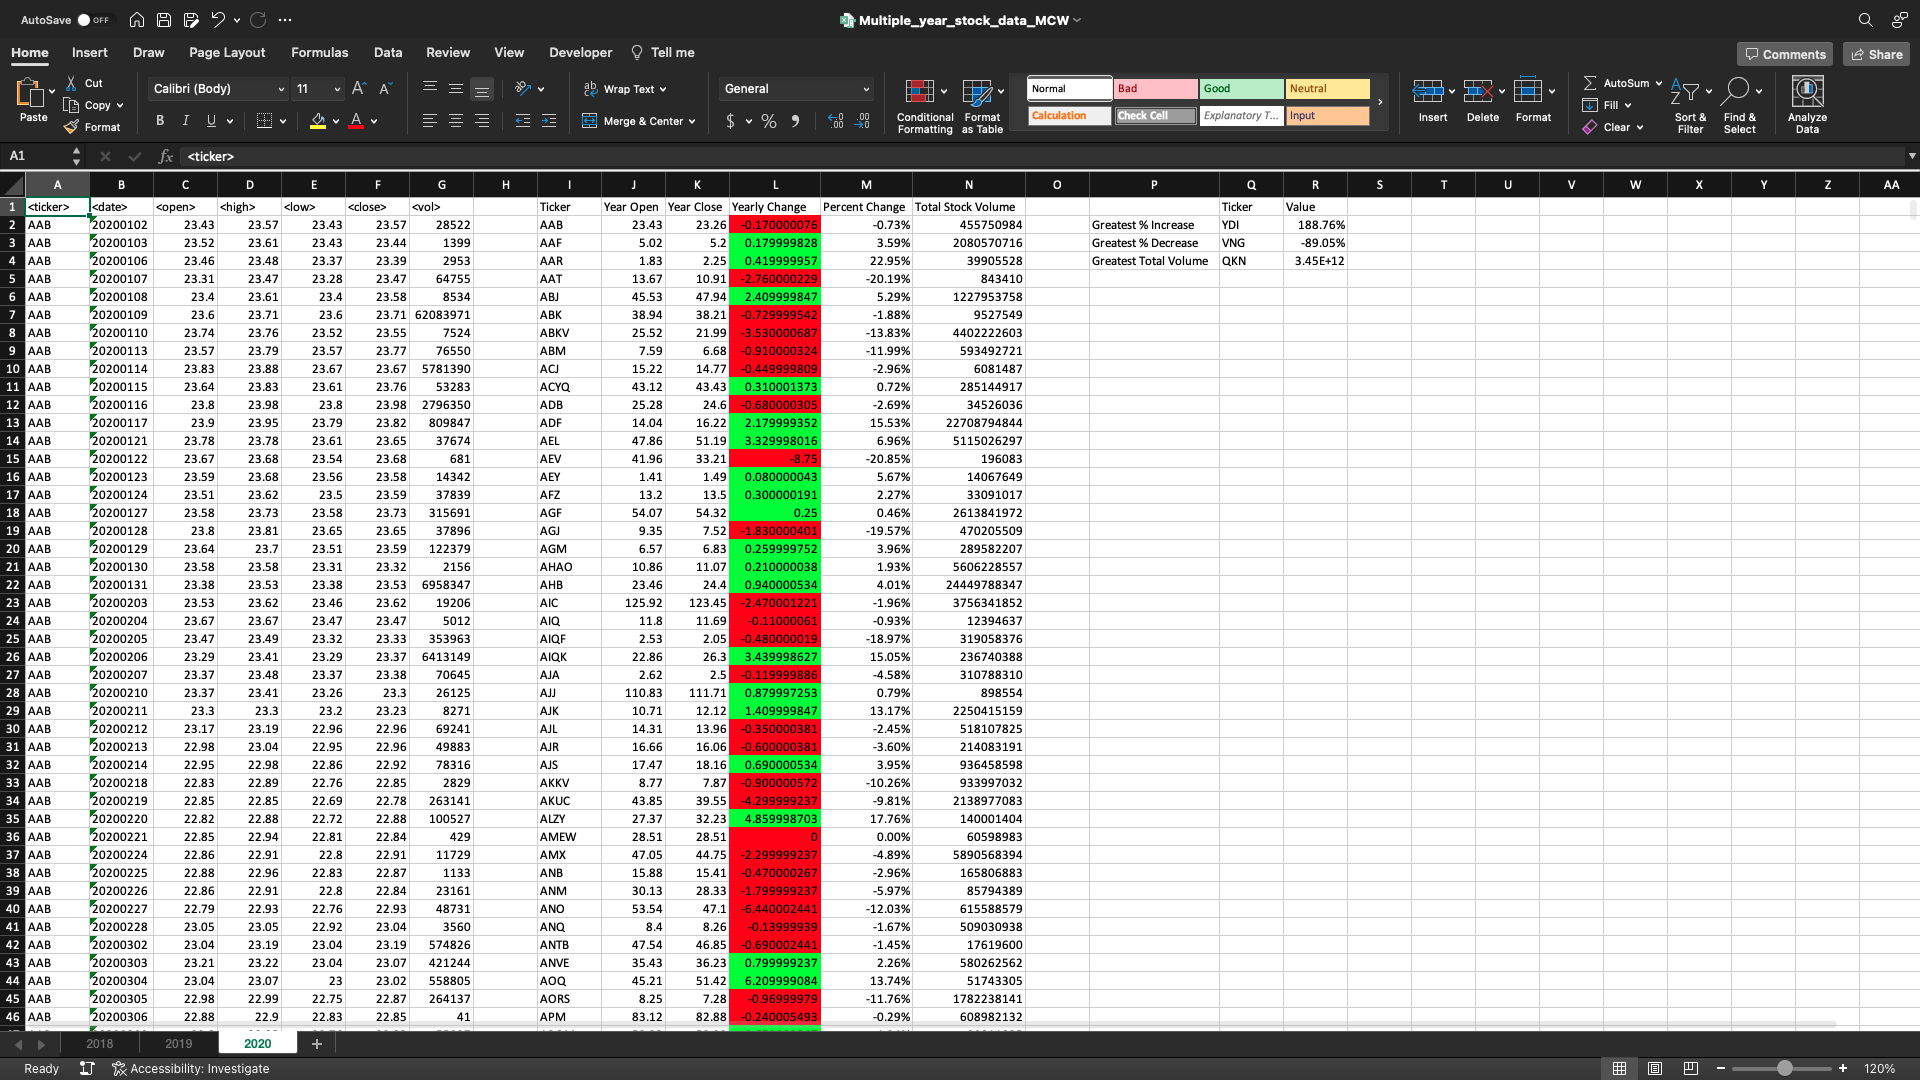 AutoSave OFF
Multiple_year_stock_data_MCW
Home Insert Draw Page Layout Formulas Data Review View Developer Tell me
Comments Share
Paste Cut Copy Format
Calibri (Body) 11
B I U
Wrap Text
Merge & Center
General
$ % 9
Conditional Formatting
Format as Table
Normal Bad Good Neutral
Calculation Check Cell Explanatory T... Input
Insert Delete Format
AutoSum
Fill
Clear
Sort & Filter
Find & Select
Analyze Data
A1 fx <ticker>
A B C D E F G H I J K L M N O P Q R S T U V W X Y Z AA
1 <ticker> <date> <open> <high> <low> <close> <vol> Ticker Year Open Year Close Yearly Change Percent Change Total Stock Volume Ticker Value
2 AAB 20200102 23.43 23.57 23.43 23.57 28522 AAB 23.43 23.26 -0.170000076 -0.73% 455750984 Greatest % Increase YDI 188.76%
3 AAB 20200103 23.52 23.61 23.43 23.44 1399 AAF 5.02 5.2 0.179999828 3.59% 2080570716 Greatest % Decrease VNG -89.05%
4 AAB 20200106 23.46 23.48 23.37 23.39 2953 AAR 1.83 2.25 0.419999957 22.95% 39905528 Greatest Total Volume QKN 3.45E+12
5 AAB 20200107 23.31 23.47 23.28 23.47 64755 AAT 13.67 10.91 -2.760000229 -20.19% 843410
6 AAB 20200108 23.4 23.61 23.4 23.58 8534 ABJ 45.53 47.94 2.409999847 5.29% 1227953758
7 AAB 20200109 23.6 23.71 23.6 23.71 62083971 ABK 38.94 38.21 -0.729999542 -1.88% 9527549
8 AAB 20200110 23.74 23.76 23.52 23.55 7524 ABKV 25.52 21.99 -3.530000687 -13.83% 4402222603
9 AAB 20200113 23.57 23.79 23.57 23.77 76550 ABM 7.59 6.68 -0.910000324 -11.99% 593492721
10 AAB 20200114 23.83 23.88 23.67 23.67 5781390 ACJ 15.22 14.77 -0.449999809 -2.96% 6081487
11 AAB 20200115 23.64 23.83 23.61 23.76 53283 ACYQ 43.12 43.43 0.310001373 0.72% 285144917
12 AAB 20200116 23.8 23.98 23.8 23.98 2796350 ADB 25.28 24.6 -0.680000305 -2.69% 34526036
13 AAB 20200117 23.9 23.95 23.79 23.82 809847 ADF 14.04 16.22 2.179999352 15.53% 22708794844
14 AAB 20200121 23.78 23.78 23.61 23.65 37674 AEL 47.86 51.19 3.329998016 6.96% 5115026297
15 AAB 20200122 23.67 23.68 23.54 23.68 681 AEV 41.96 33.21 -8.75 -20.85% 196083
16 AAB 20200123 23.59 23.68 23.56 23.58 14342 AEY 1.41 1.49 0.080000043 5.67% 14067649
17 AAB 20200124 23.51 23.62 23.5 23.59 37839 AFZ 13.2 13.5 0.300000191 2.27% 33091017
18 AAB 20200127 23.58 23.73 23.58 23.73 315691 AGF 54.07 54.32 0.25 0.46% 2613841972
19 AAB 20200128 23.8 23.81 23.65 23.65 37896 AGJ 9.35 7.52 -1.830000401 -19.57% 470205509
20 AAB 20200129 23.64 23.7 23.51 23.59 122379 AGM 6.57 6.83 0.259999752 3.96% 289582207
21 AAB 20200130 23.58 23.58 23.31 23.32 2156 AHAO 10.86 11.07 0.210000038 1.93% 5606228557
22 AAB 20200131 23.38 23.53 23.38 23.53 6958347 AHB 23.46 24.4 0.940000534 4.01% 24449788347
23 AAB 20200203 23.53 23.62 23.46 23.62 19206 AIC 125.92 123.45 -2.470001221 -1.96% 3756341852
24 AAB 20200204 23.67 23.67 23.47 23.47 5012 AIQ 11.8 11.69 -0.11000061 -0.93% 12394637
25 AAB 20200205 23.47 23.49 23.32 23.33 353963 AIQF 2.53 2.05 -0.480000019 -18.97% 319058376
26 AAB 20200206 23.29 23.41 23.29 23.37 6413149 AIQK 22.86 26.3 3.439998627 15.05% 236740388
27 AAB 20200207 23.37 23.48 23.37 23.38 70645 AJA 2.62 2.5 -0.119999886 -4.58% 310788310
28 AAB 20200210 23.37 23.41 23.26 23.3 26125 AJJ 110.83 111.71 0.879997253 0.79% 898554
29 AAB 20200211 23.3 23.3 23.2 23.23 8271 AJK 10.71 12.12 1.409999847 13.17% 2250415159
30 AAB 20200212 23.17 23.19 22.96 22.96 69241 AJL 14.31 13.96 -0.350000381 -2.45% 518107825
31 AAB 20200213 22.98 23.04 22.95 22.96 49883 AJR 16.66 16.06 -0.600000381 -3.60% 214083191
32 AAB 20200214 22.95 22.98 22.86 22.92 78316 AJS 17.47 18.16 0.690000534 3.95% 936458598
33 AAB 20200218 22.83 22.89 22.76 22.85 2829 AKKV 8.77 7.87 -0.900000572 -10.26% 933997032
34 AAB 20200219 22.85 22.85 22.69 22.78 263141 AKUC 43.85 39.55 -4.299999237 -9.81% 2138977083
35 AAB 20200220 22.82 22.88 22.72 22.88 100527 ALZY 27.37 32.23 4.859998703 17.76% 140001404
36 AAB 20200221 22.85 22.94 22.81 22.84 429 AMEW 28.51 28.51 0 0.00% 60598983
37 AAB 20200224 22.86 22.91 22.8 22.91 11729 AMX 47.05 44.75 -2.299999237 -4.89% 5890568394
38 AAB 20200225 22.88 22.96 22.83 22.87 1133 ANB 15.88 15.41 -0.470000267 -2.96% 165806883
39 AAB 20200226 22.86 22.91 22.8 22.84 23161 ANM 30.13 28.33 -1.799999237 -5.97% 85794389
40 AAB 20200227 22.79 22.93 22.76 22.93 48731 ANO 53.54 47.1 -6.440002441 -12.03% 615588579
41 AAB 20200228 23.05 23.05 22.92 23.04 3560 ANQ 8.4 8.26 -0.13999939 -1.67% 509030938
42 AAB 20200302 23.04 23.19 23.04 23.19 574826 ANTB 47.54 46.85 -0.690002441 -1.45% 17619600
43 AAB 20200303 23.21 23.22 23.04 23.07 421244 ANVE 35.43 36.23 0.799999237 2.26% 580262562
44 AAB 20200304 23.04 23.07 23 23.02 558805 AOQ 45.21 51.42 6.209999084 13.74% 51743305
45 AAB 20200305 22.98 22.99 22.75 22.87 264137 AORS 8.25 7.28 -0.96999979 -11.76% 1782238141
46 AAB 20200306 22.88 22.9 22.83 22.85 41 APM 83.12 82.88 -0.240005493 -0.29% 608982132
2018 2019 2020 +
Ready Accessibility: Investigate 120%